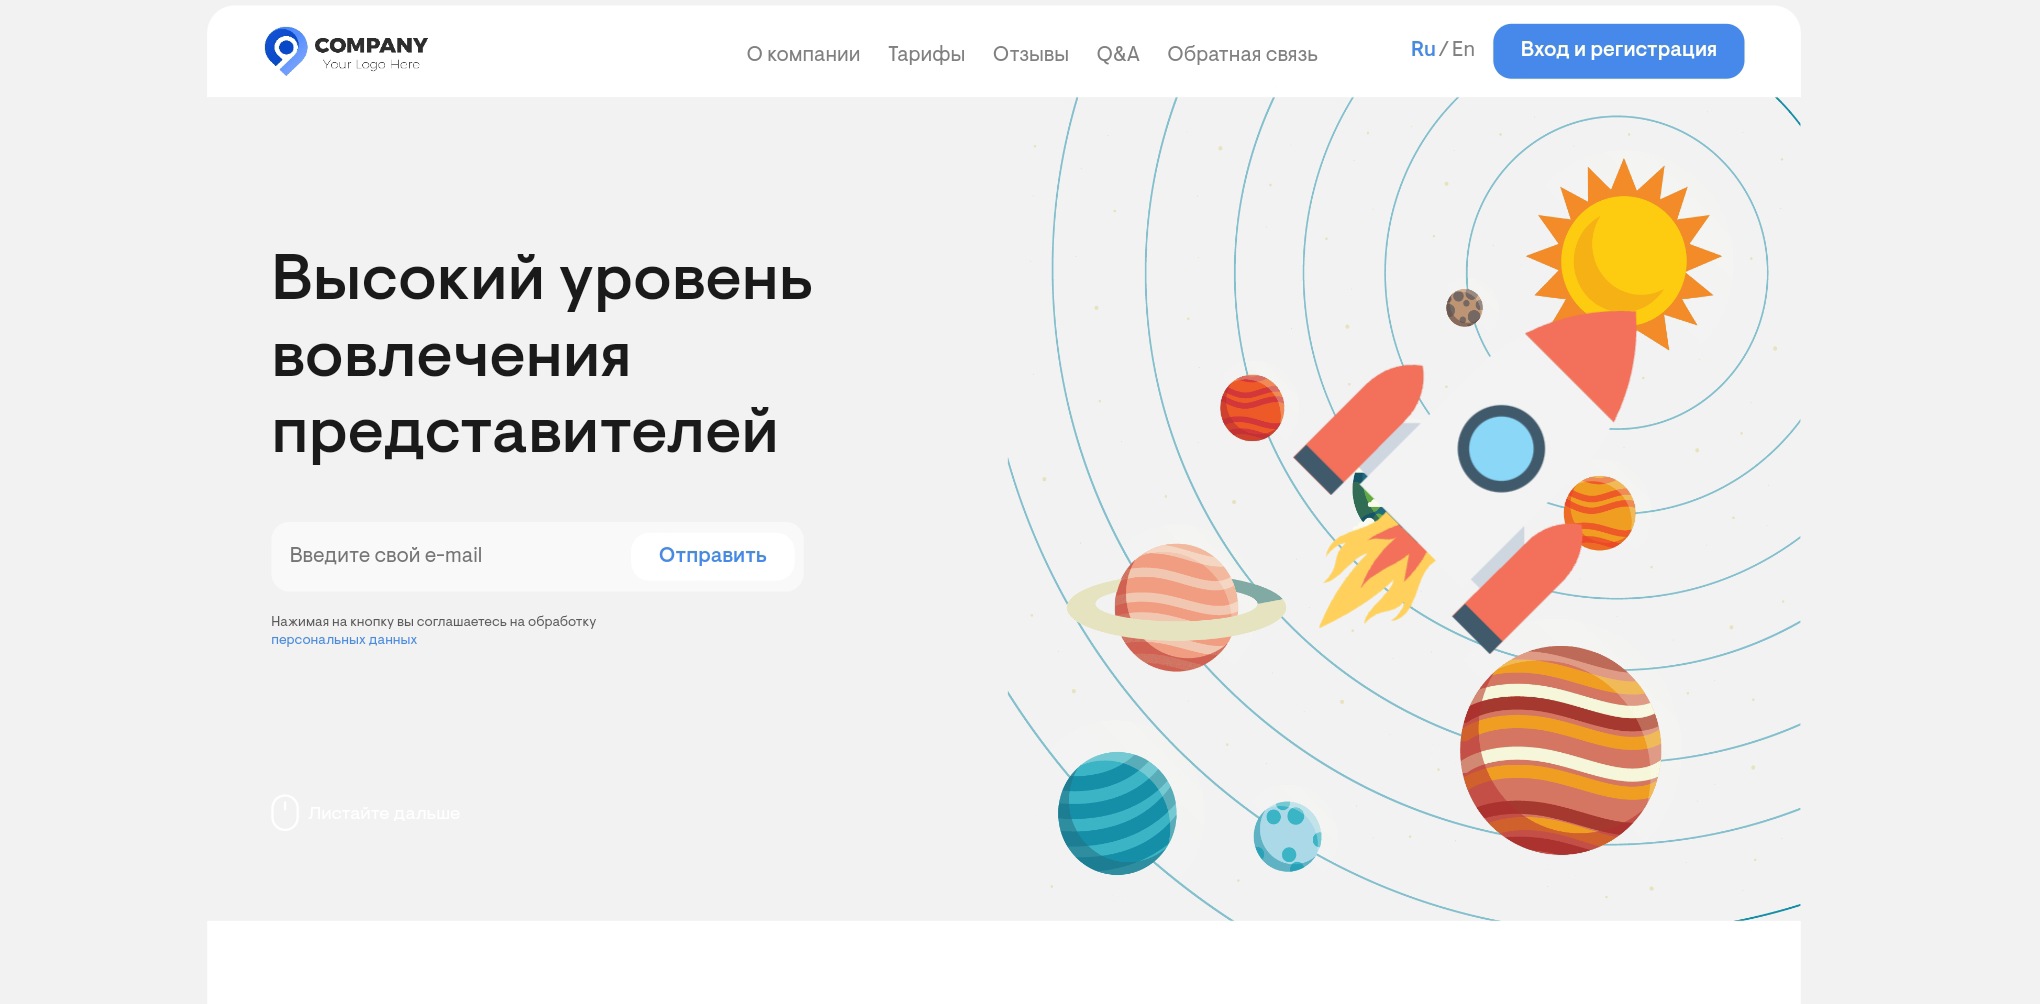 COMPANY
Your Logo Here
О компании Тарифы Отзывы Q&A Обратная связь Ru / En Вход и регистрация
Высокий уровень
вовлечения
представителей
Введите свой e-mail Отправить
Нажимая на кнопку вы соглашаетесь на обработку
персональных данных
Листайте дальше